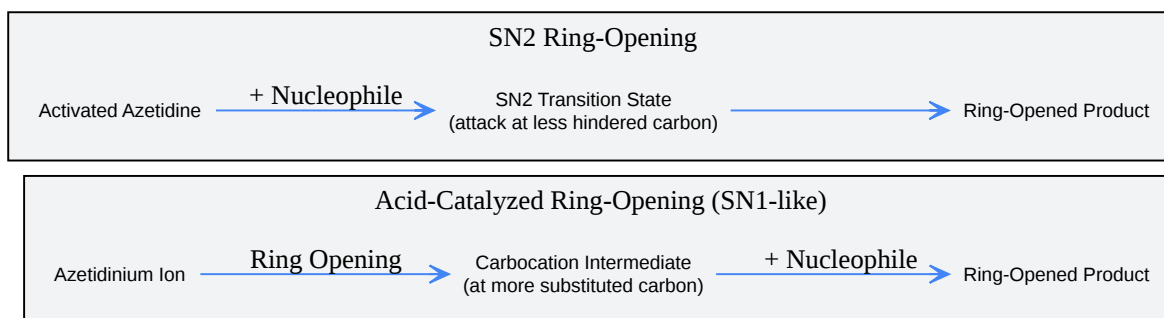 SN2 Ring-Opening
+ Nucleophile
Activated Azetidine
SN2 Transition State
(attack at less hindered carbon)
Ring-Opened Product
Acid-Catalyzed Ring-Opening (SN1-like)
Ring Opening
+ Nucleophile
Azetidinium Ion
Carbocation Intermediate
(at more substituted carbon)
Ring-Opened Product